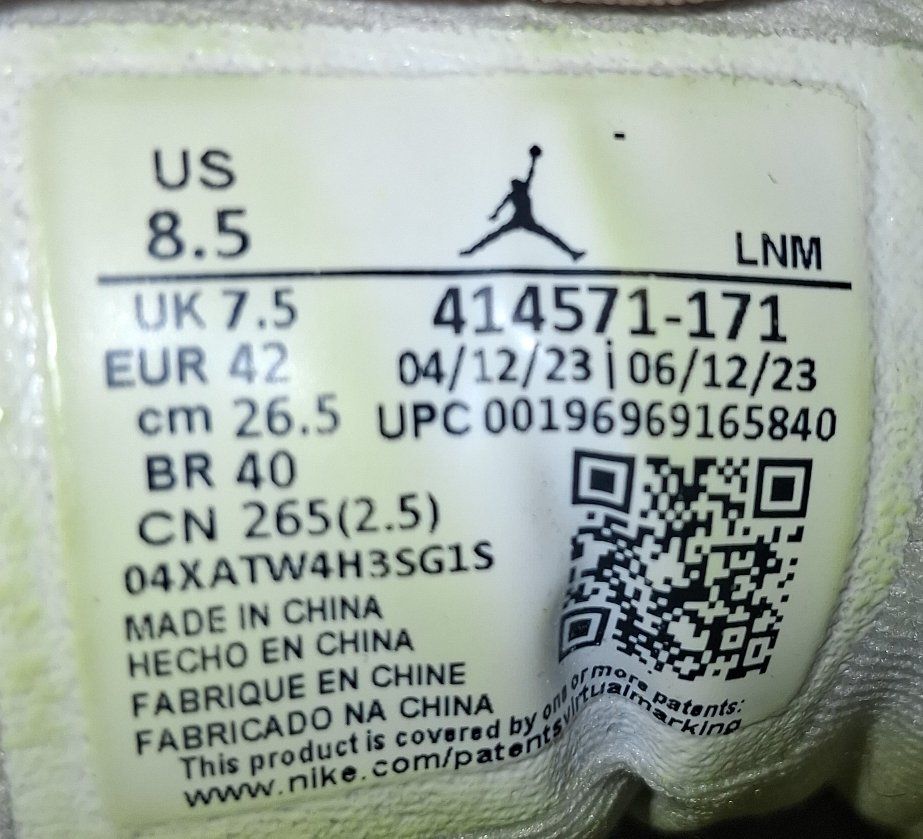 US
8.5
LNM
UK 7.5
414571-171
EUR 42
04/12/23 | 06/12/23
cm 26.5
UPC 00196969165840
BR 40
CN 265(2.5)
04XATW4H3SG1S
MADE IN CHINA
HECHO EN CHINA
FABRIQUE EN CHINE
FABRICADO NA CHINA
This product is covered by one or more patents:
www.nike.com/patentsvirtualmarking